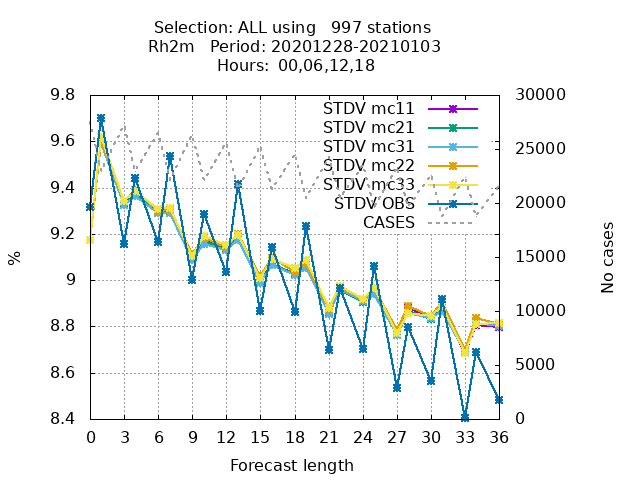 Selection: ALL using   997 stations
Rh2m   Period: 20201228-20210103
Hours:  00,06,12,18
9.8
9.6
9.4
9.2
9
8.8
8.6
8.4
%
30000
25000
20000
15000
10000
5000
0
No cases
STDV mc11
STDV mc21
STDV mc31
STDV mc22
STDV mc33
STDV OBS
CASES
0 3 6 9 12 15 18 21 24 27 30 33 36
Forecast length